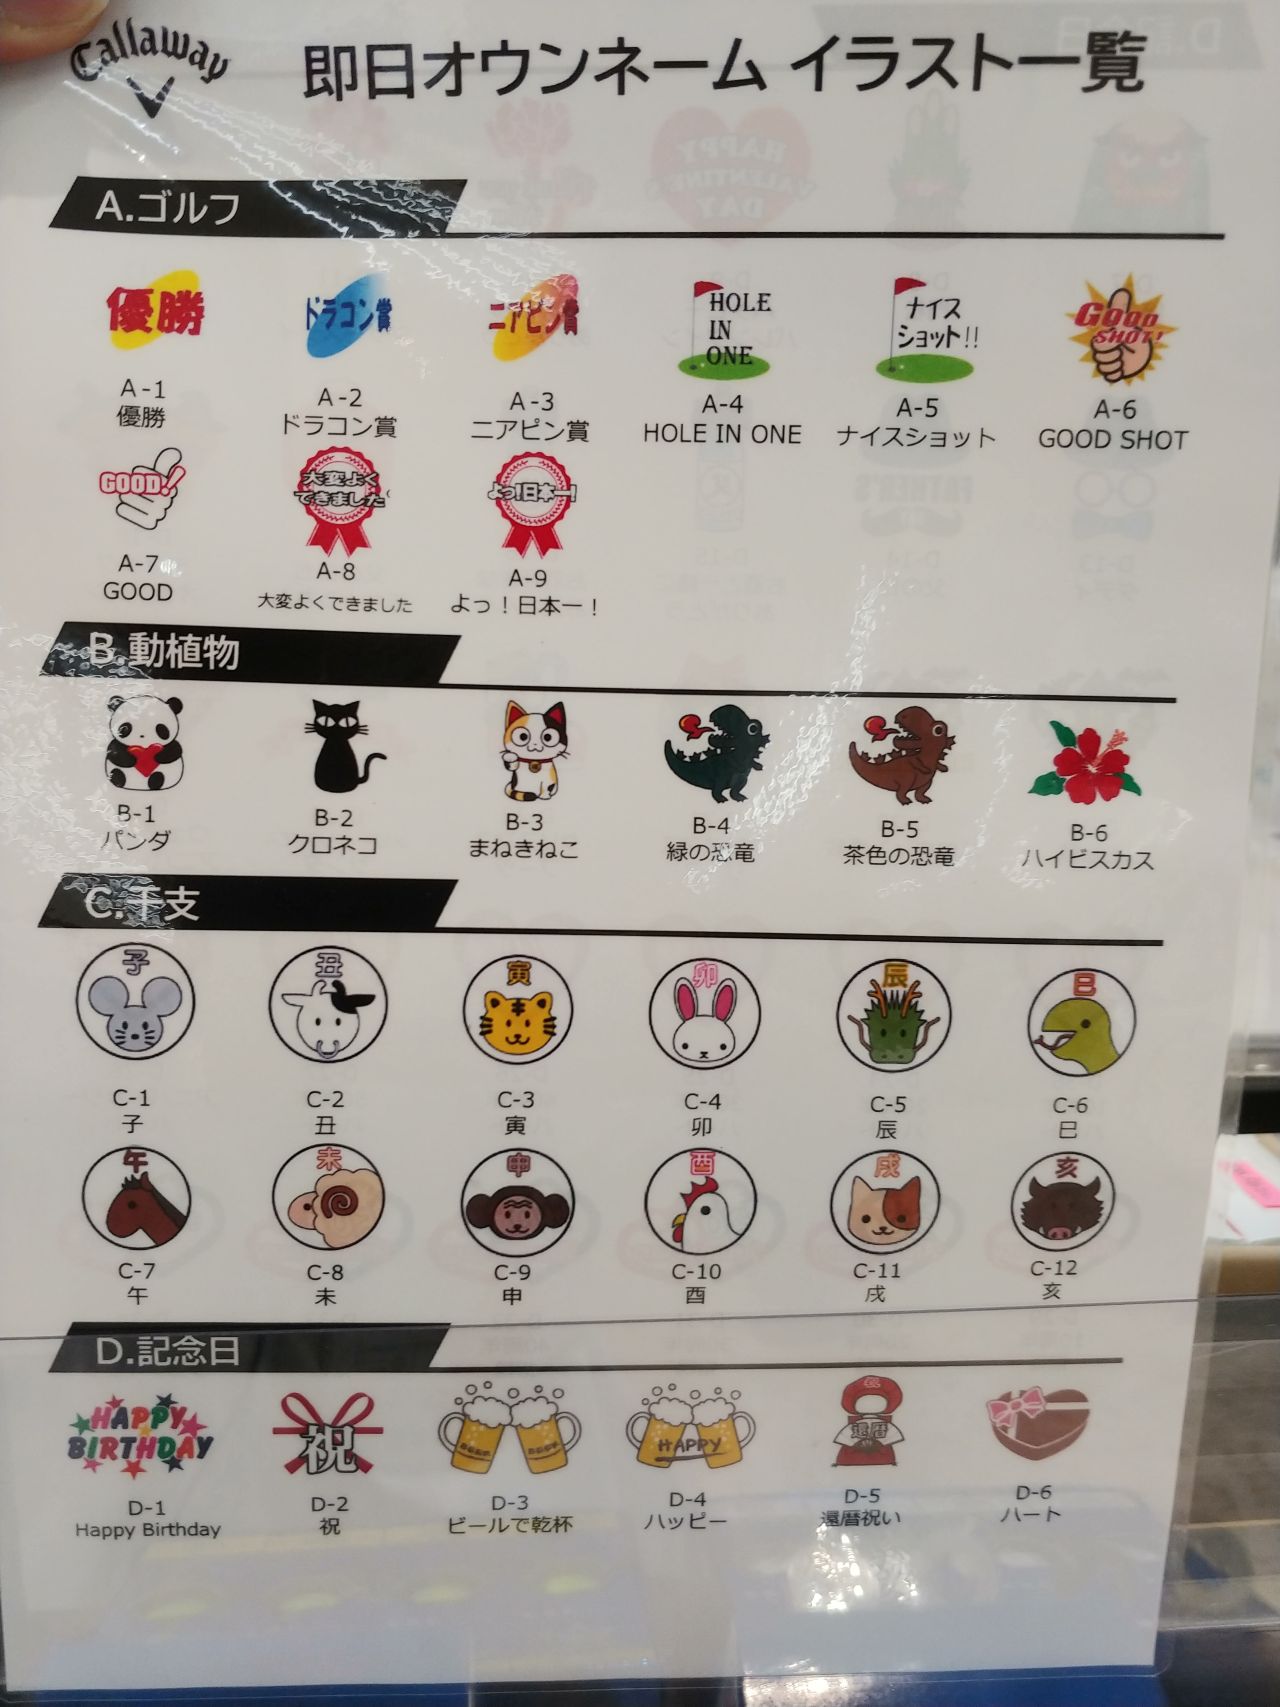 Callaway
即日オウンネーム イラスト一覧
A.ゴルフ
優勝
ドラコン賞
ニアピン賞
HOLE
IN
ONE
ナイス
ショット!!
GOOD
SHOT!
A-1
優勝
A-2
ドラコン賞
A-3
ニアピン賞
A-4
HOLE IN ONE
A-5
ナイスショット
A-6
GOOD SHOT
GOOD!
大変よく
できました
よっ!日本一!
A-7
GOOD
A-8
大変よくできました
A-9
よっ！日本一！
B.動植物
B-1
パンダ
B-2
クロネコ
B-3
まねきねこ
B-4
緑の恐竜
B-5
茶色の恐竜
B-6
ハイビスカス
C.干支
子
丑
寅
卯
辰
巳
C-1
子
C-2
丑
C-3
寅
C-4
卯
C-5
辰
C-6
巳
午
未
申
酉
戌
亥
C-7
午
C-8
未
C-9
申
C-10
酉
C-11
戌
C-12
亥
D.記念日
HAPPY
BIRTHDAY
祝
HAPPY
還暦
D-1
Happy Birthday
D-2
祝
D-3
ビールで乾杯
D-4
ハッピー
D-5
還暦祝い
D-6
ハート